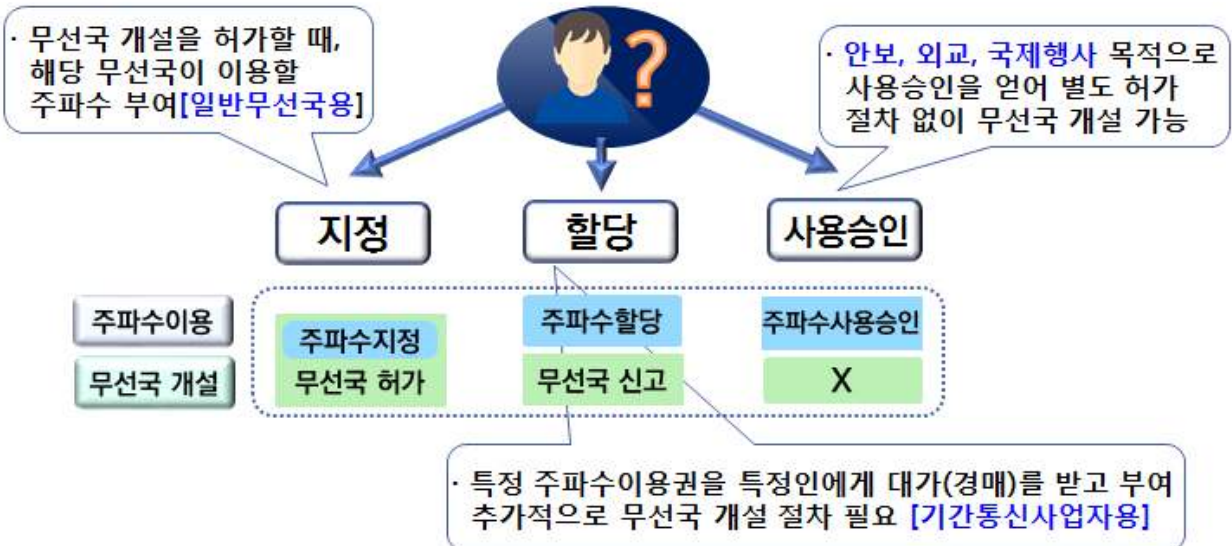 · 무선국 개설을 허가할 때,
해당 무선국이 이용할
주파수 부여[일반무선국용]
?
· 안보, 외교, 국제행사 목적으로
사용승인을 얻어 별도 허가
절차 없이 무선국 개설 가능
지정
할당
사용승인
주파수이용
주파수지정
주파수할당
주파수사용승인
무선국 개설
무선국 허가
무선국 신고
X
· 특정 주파수이용권을 특정인에게 대가(경매)를 받고 부여
추가적으로 무선국 개설 절차 필요 [기간통신사업자용]